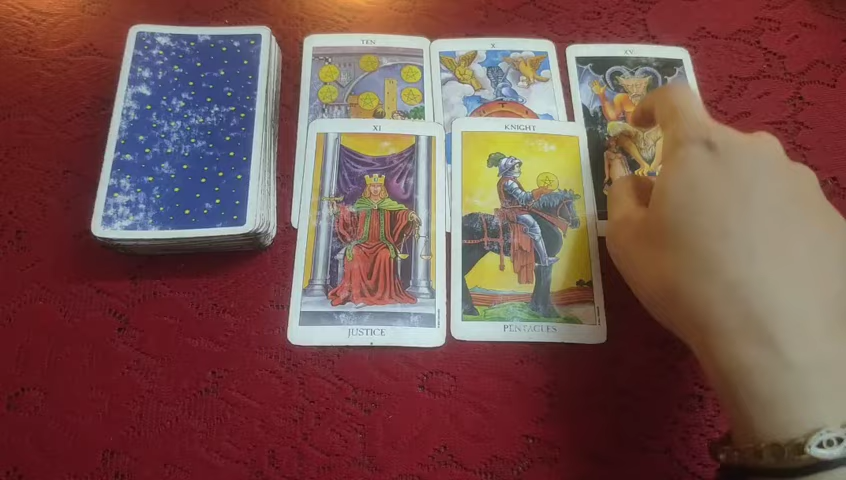 TEN
X
XV
XI
KNIGHT
JUSTICE
PENTACLES